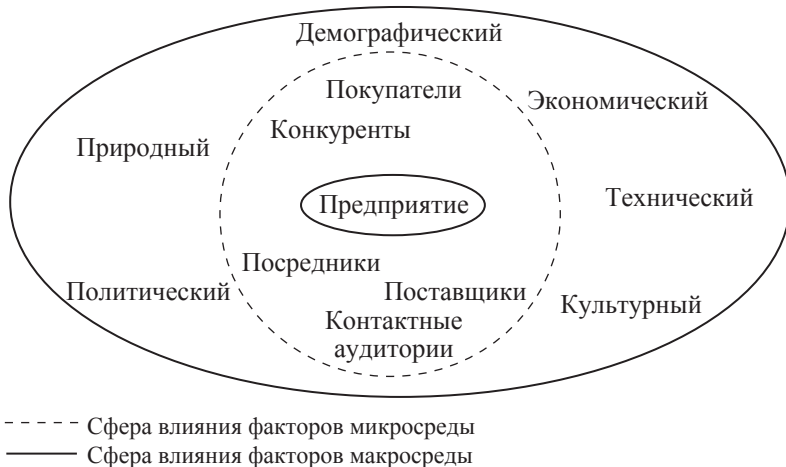 Демографический
Покупатели
Экономический
Конкуренты
Природный
Технический
Предприятие
Посредники
Политический
Поставщики
Культурный
Контактные
аудитории
Сфера влияния факторов микросреды
Сфера влияния факторов макросреды